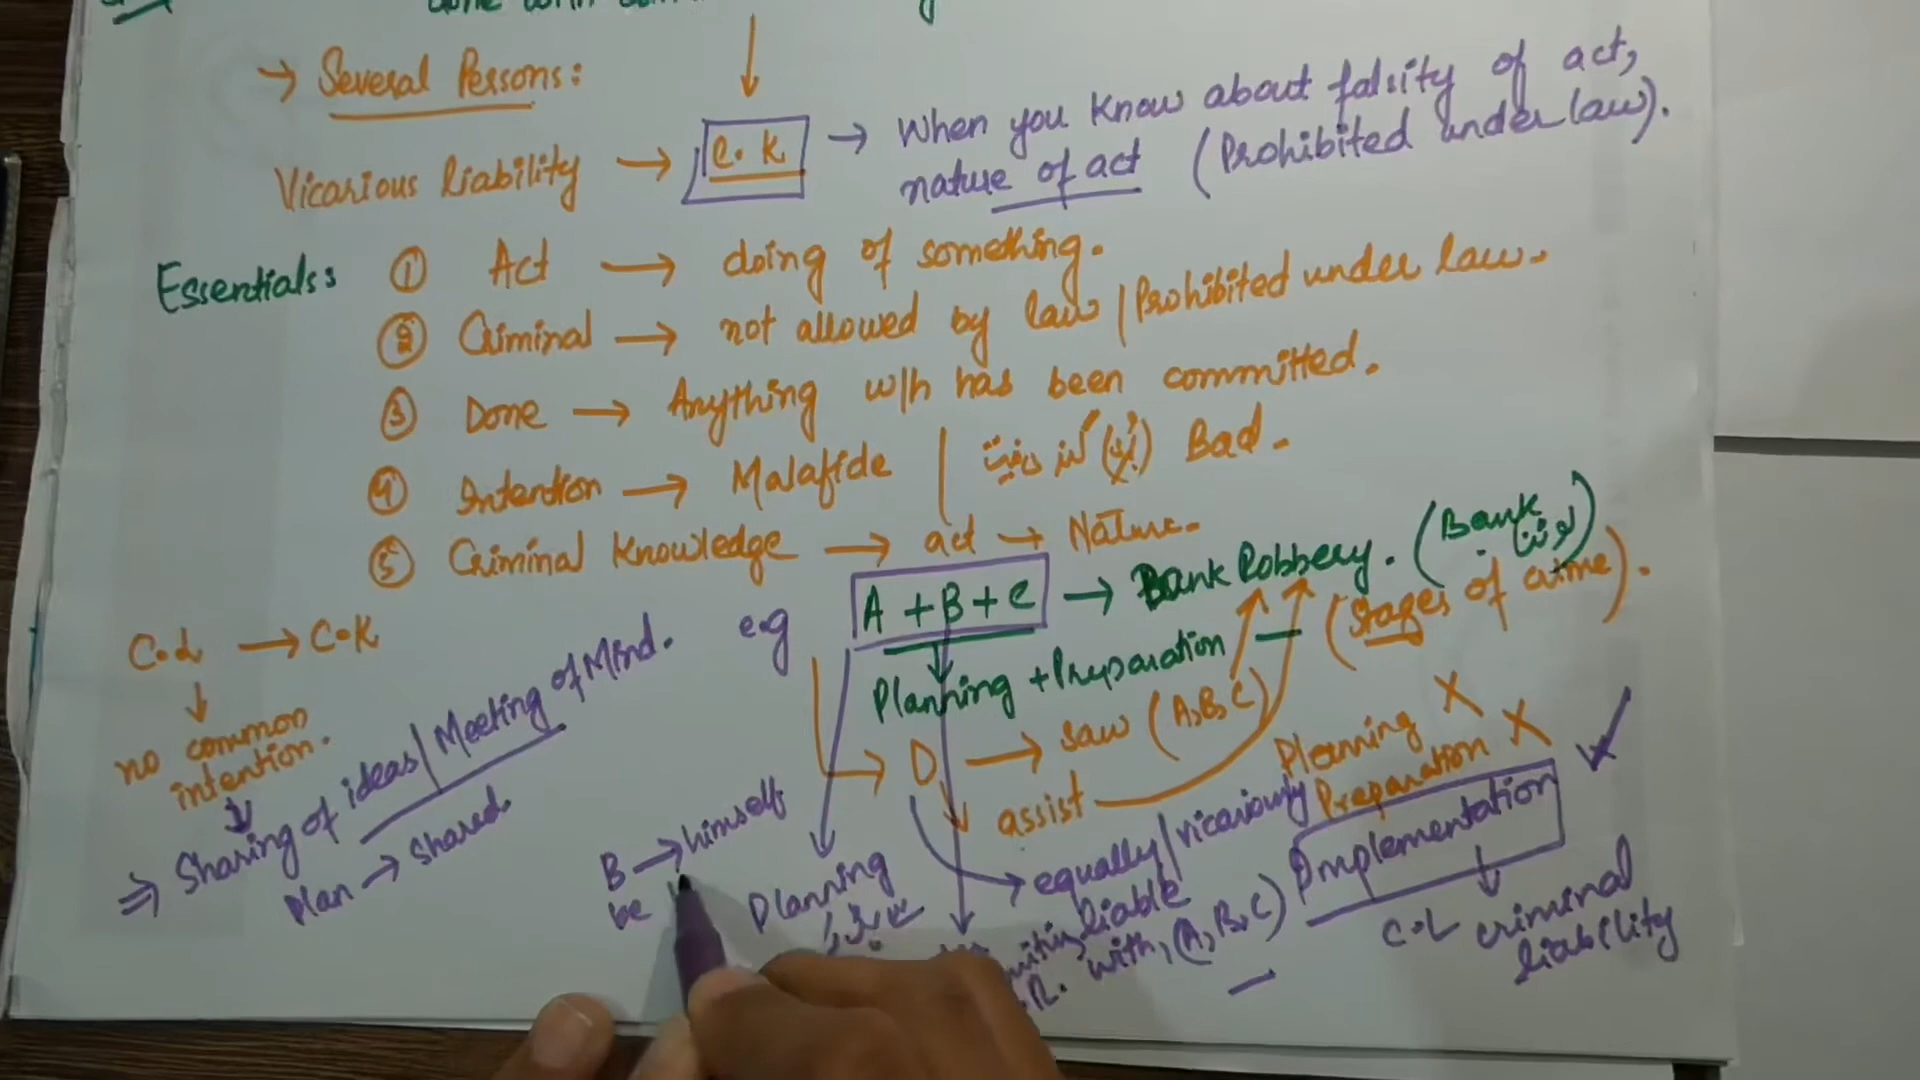 done with
→ Several Persons:
Vicarious liability → C.K → When you know about falsity of act,
nature of act (Prohibited under law).
Essentials:
① Act → doing of something.
② Criminal → not allowed by law / Prohibited under law.
③ Done → Anything w/h has been committed.
④ Intention → Malafide | Bad.
⑤ Criminal Knowledge → act → Nature.
e.g A + B + C → Bank Robbery. (Bank لوٹنا)
Planning + Preparation — (Stages of crime).
D → saw (A, B, C)
assist
Planning X
Preparation X
Implementation
C.L criminal
liability
equally / vicariously
liable
with, (A, B, C)
C.L → C.K
no common
intention.
⇒ Sharing of ideas / Meeting of Mind.
Plan → Shared
B → himself
be
Planning